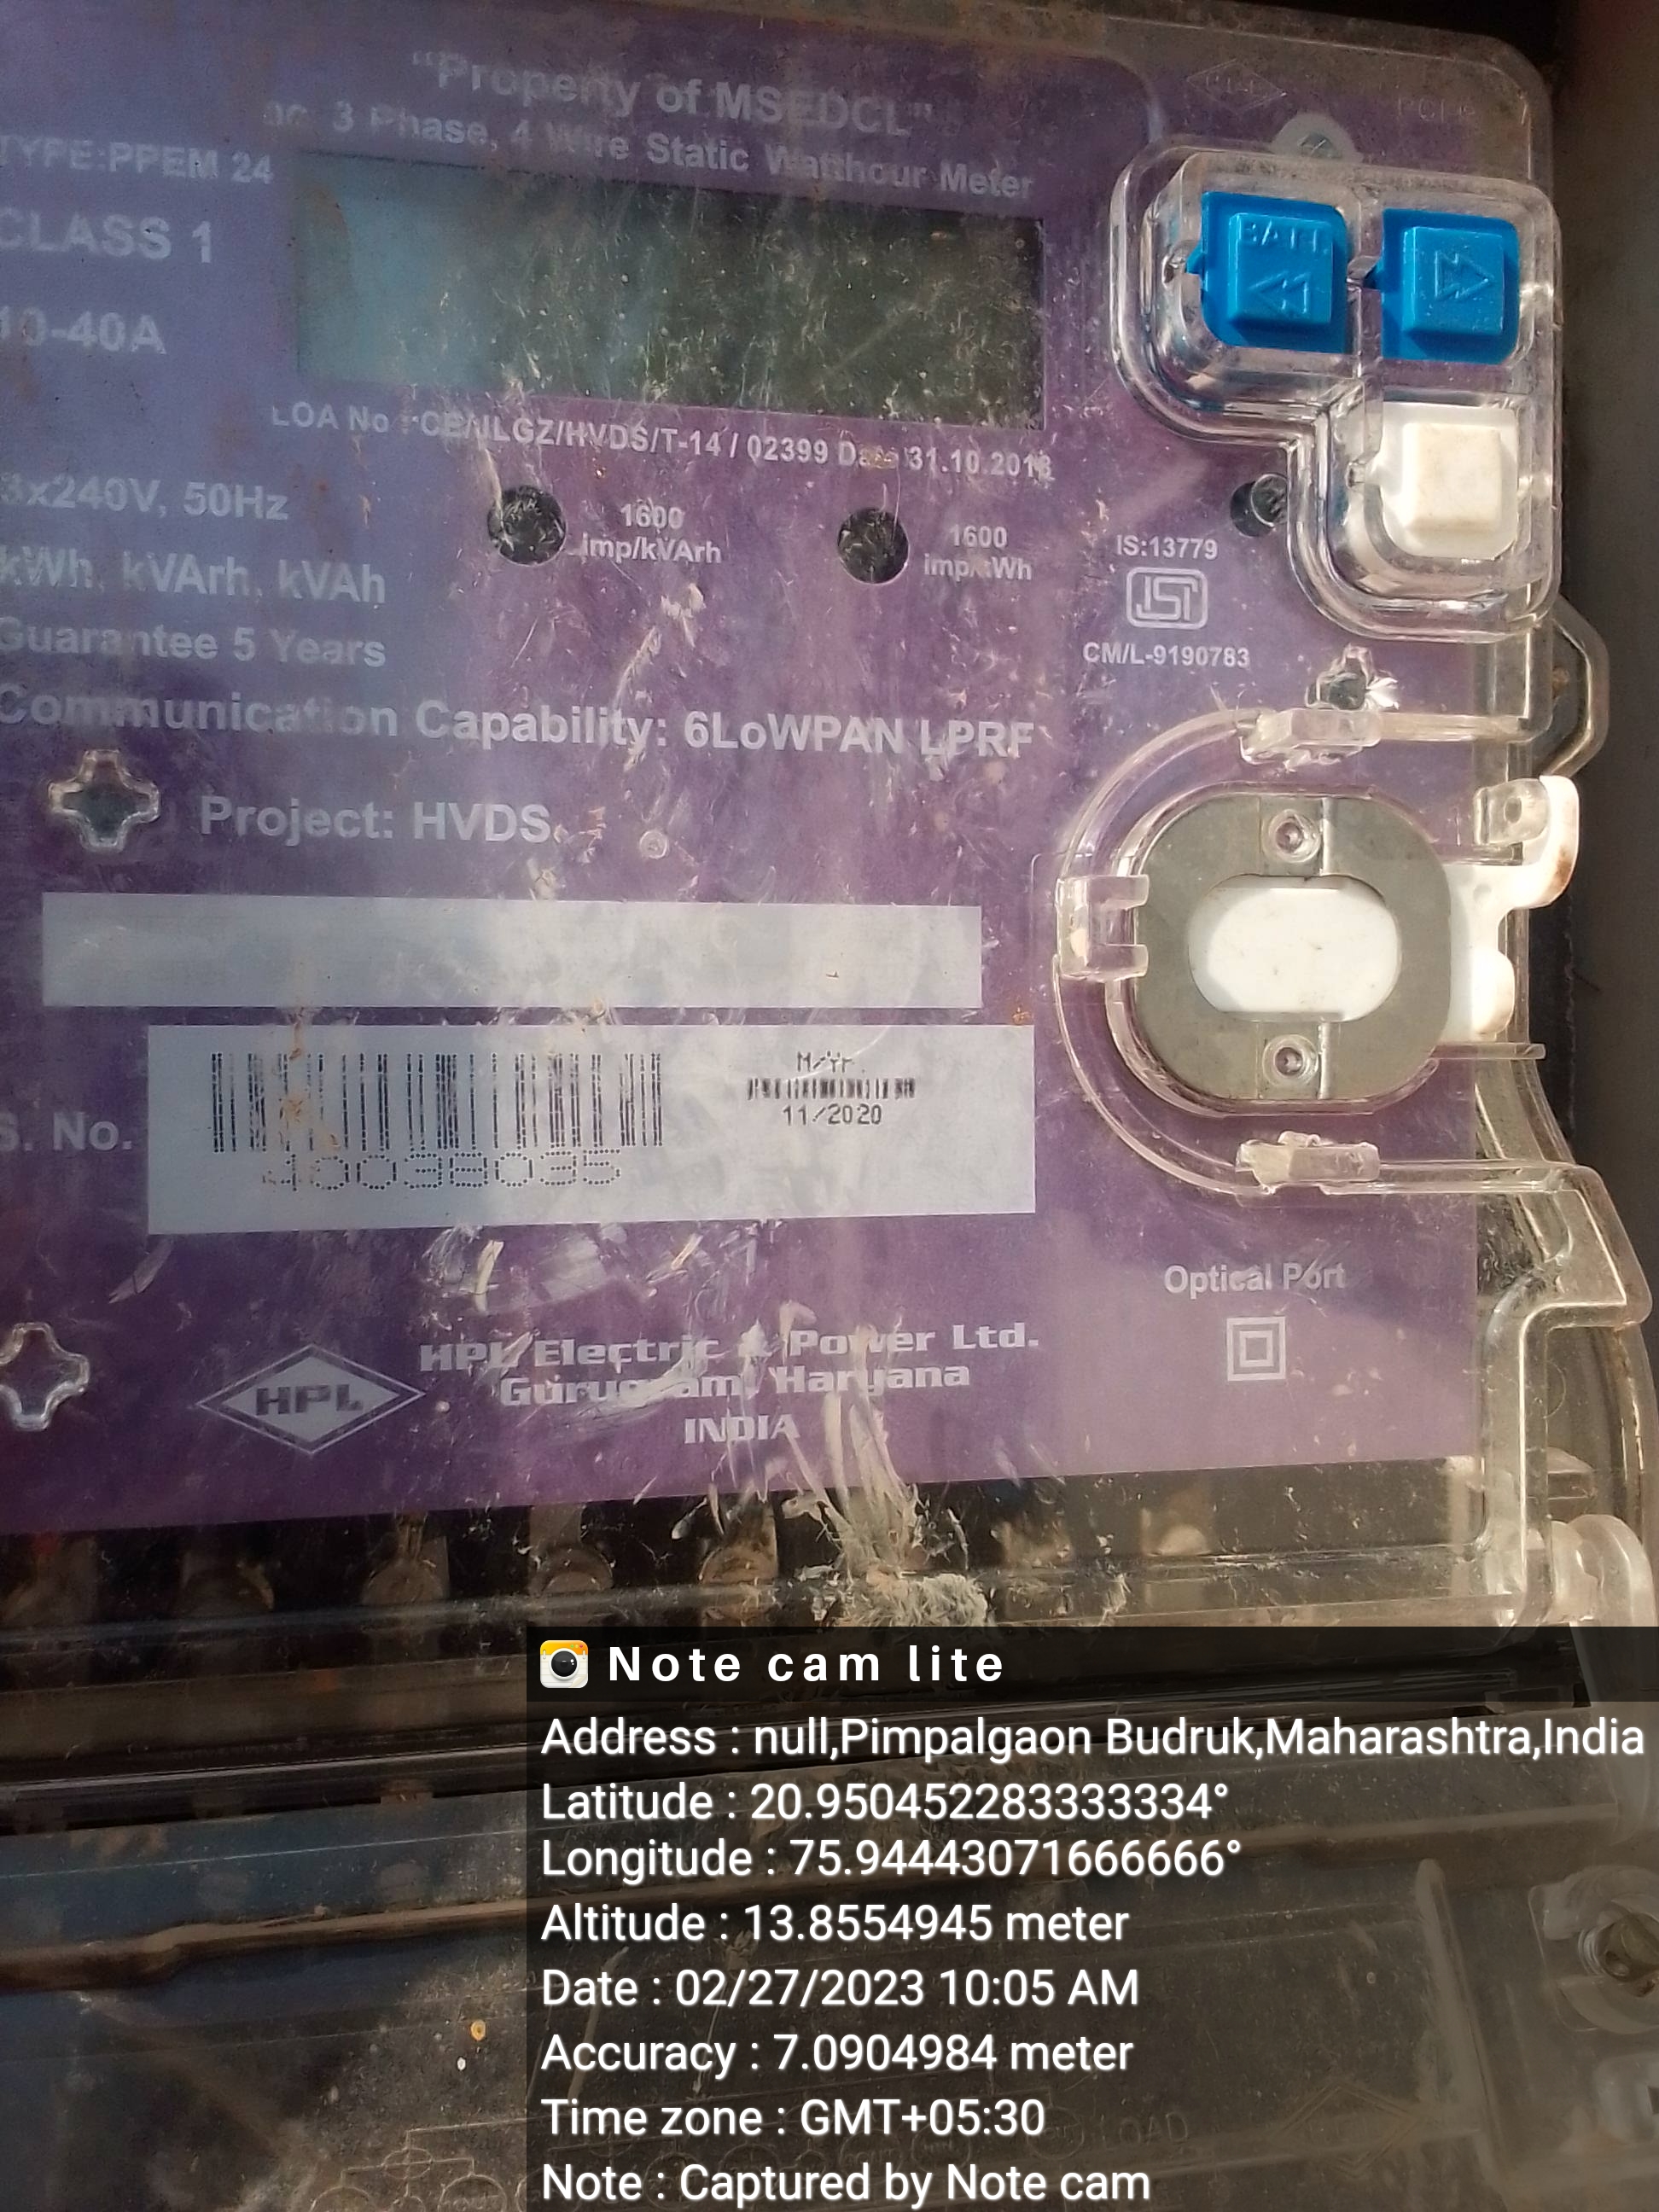 "Property of MSEDCL"
ac 3 Phase, 4 Wire Static Watthour Meter
TYPE:PPEM 24
CLASS 1
10-40A
BATT
LOA No : CE/JLGZ/HVDS/T-14 / 02399 Date 31.10.2018
3x240V, 50Hz
1600
imp/kVArh
1600
imp/kWh
kWh, kVArh, kVAh
IS:13779
ISI
CM/L-9190783
Guarantee 5 Years
Communication Capability: 6LoWPAN LPRF
Project: HVDS
M/Yr.
11/2020
S. No.
40038035
Optical Port
HPL
HPL Electric & Power Ltd.
Gurugram, Haryana
INDIA
Note cam lite
Address : null,Pimpalgaon Budruk,Maharashtra,India
Latitude : 20.950452283333334°
Longitude : 75.94443071666666°
Altitude : 13.8554945 meter
Date : 02/27/2023 10:05 AM
Accuracy : 7.0904984 meter
Time zone : GMT+05:30
Note : Captured by Note cam